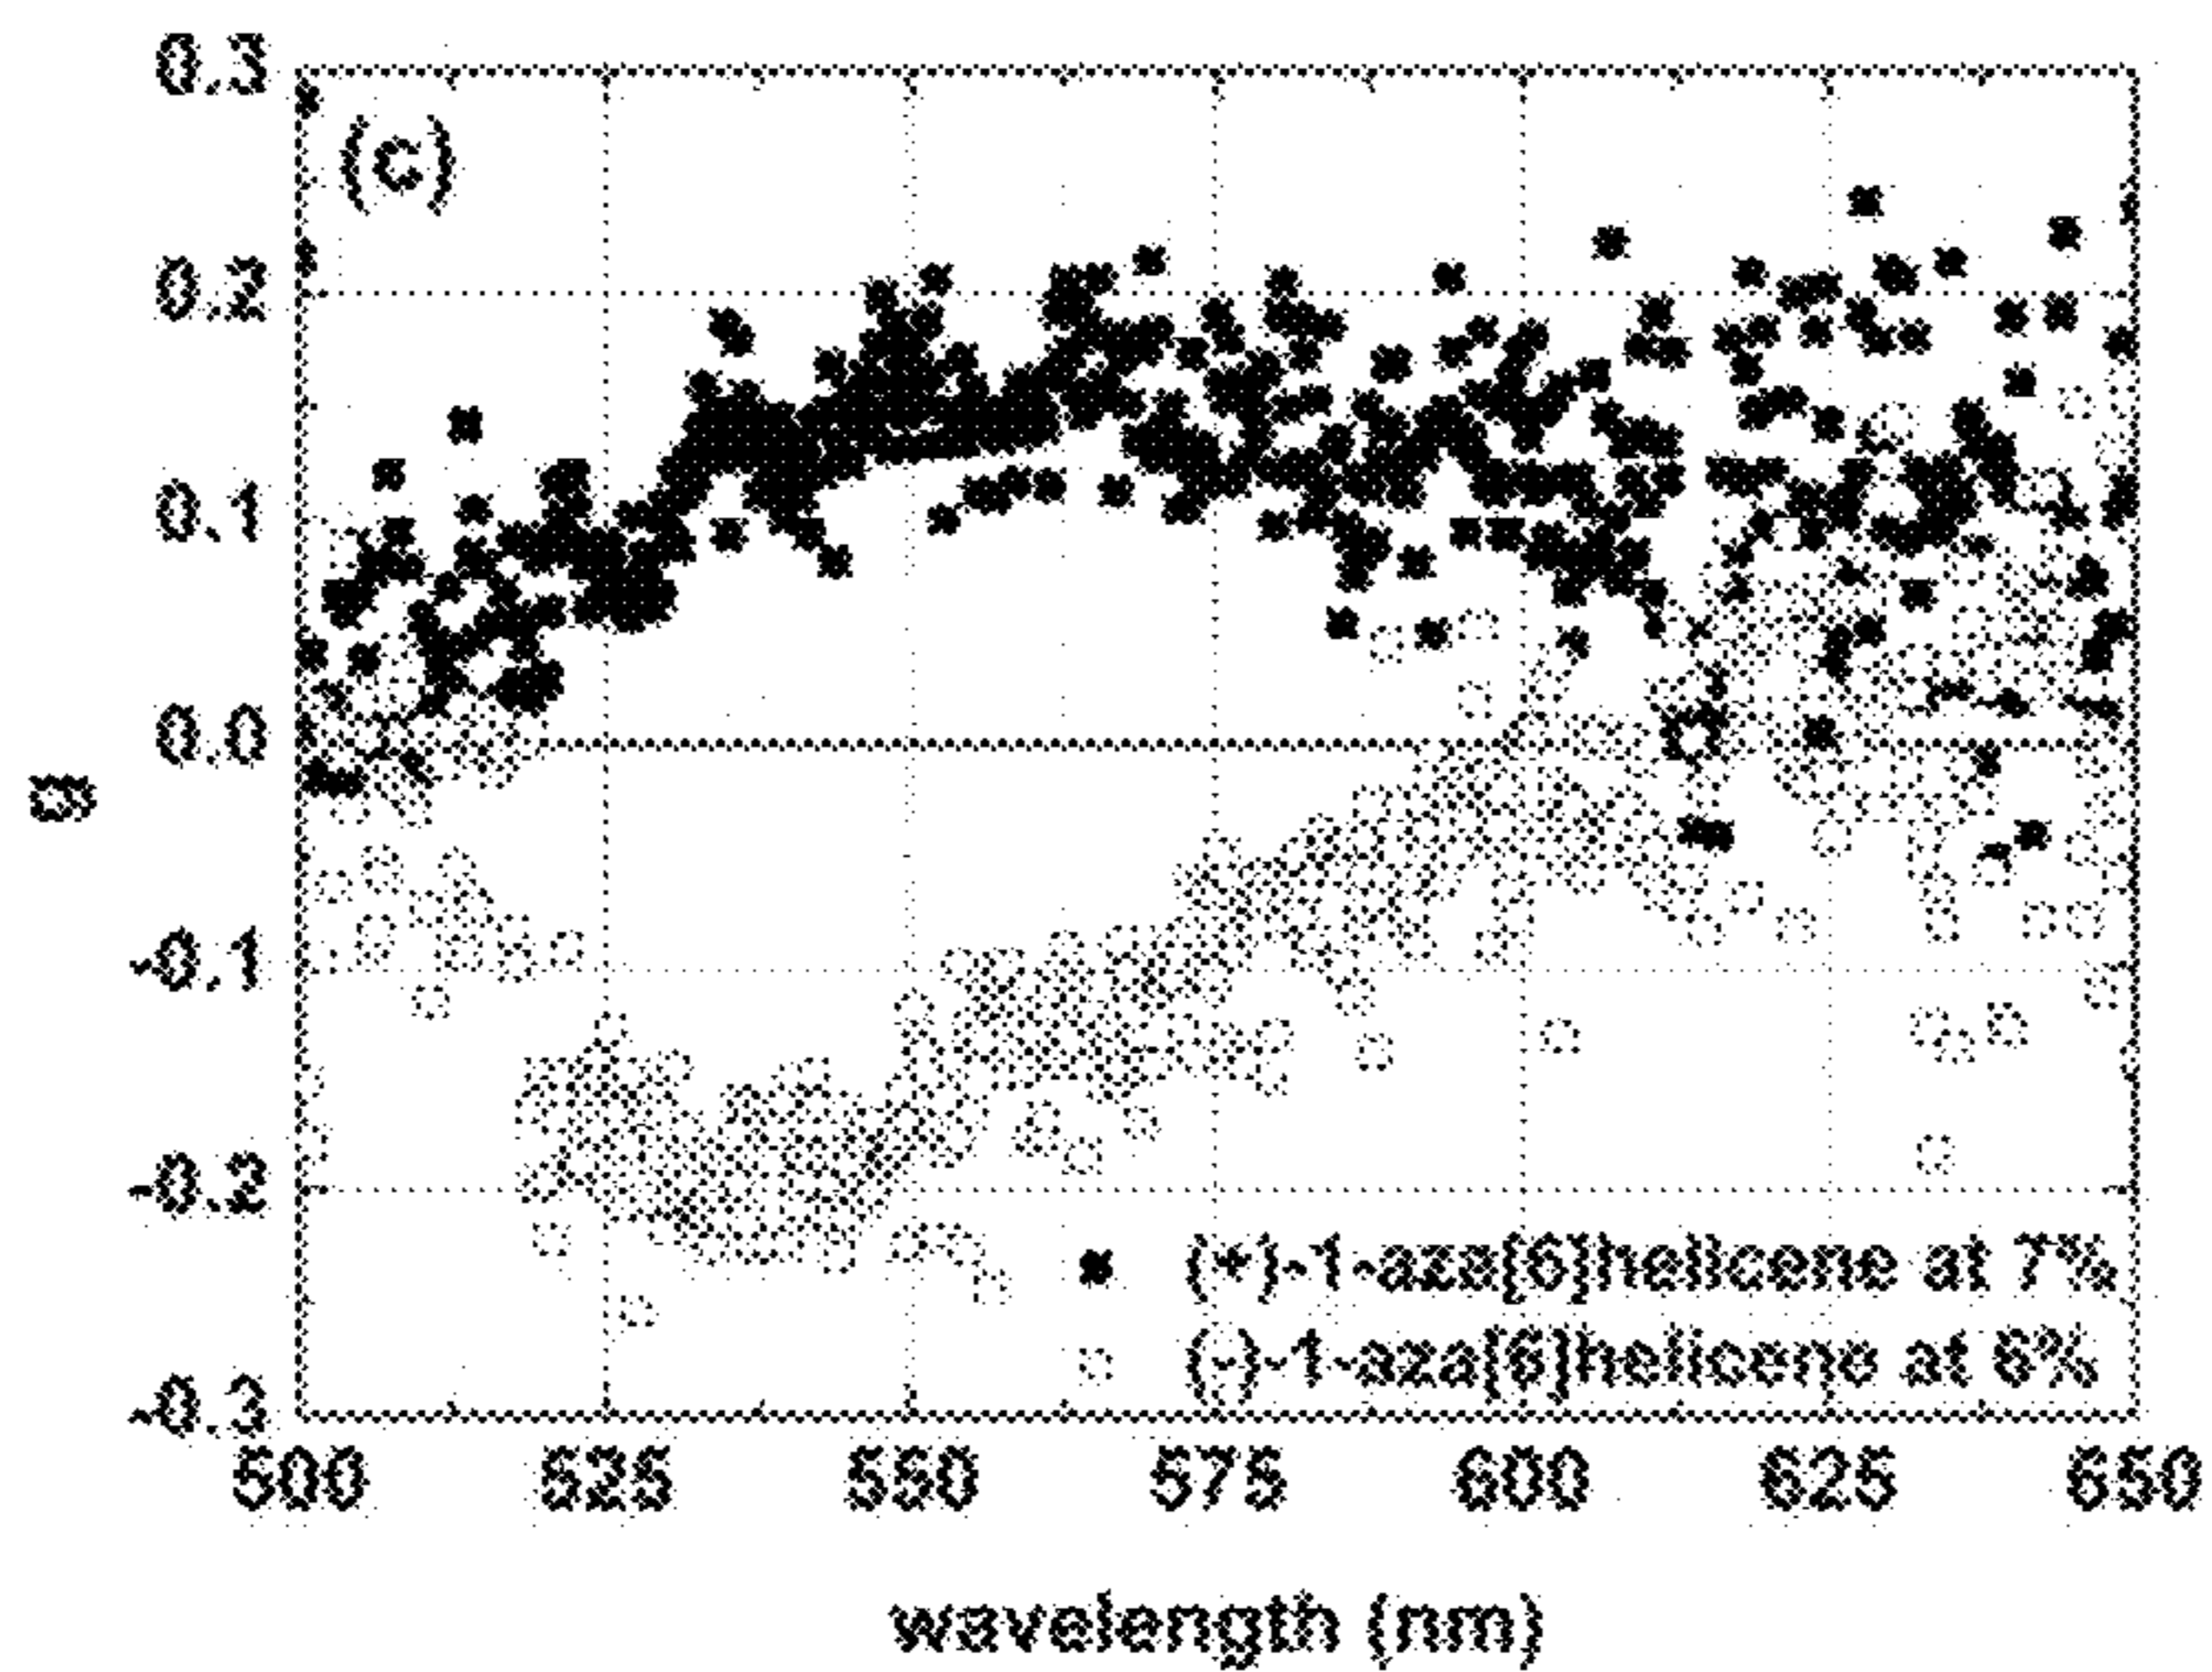 0.3
(c)
0.2
0.1
0.0
g
-0.1
-0.2
(+)-1-aza[6]helicene at 7%
(-)-1-aza[6]helicene at 6%
-0.3
500 525 550 575 600 625 650
wavelength (nm)